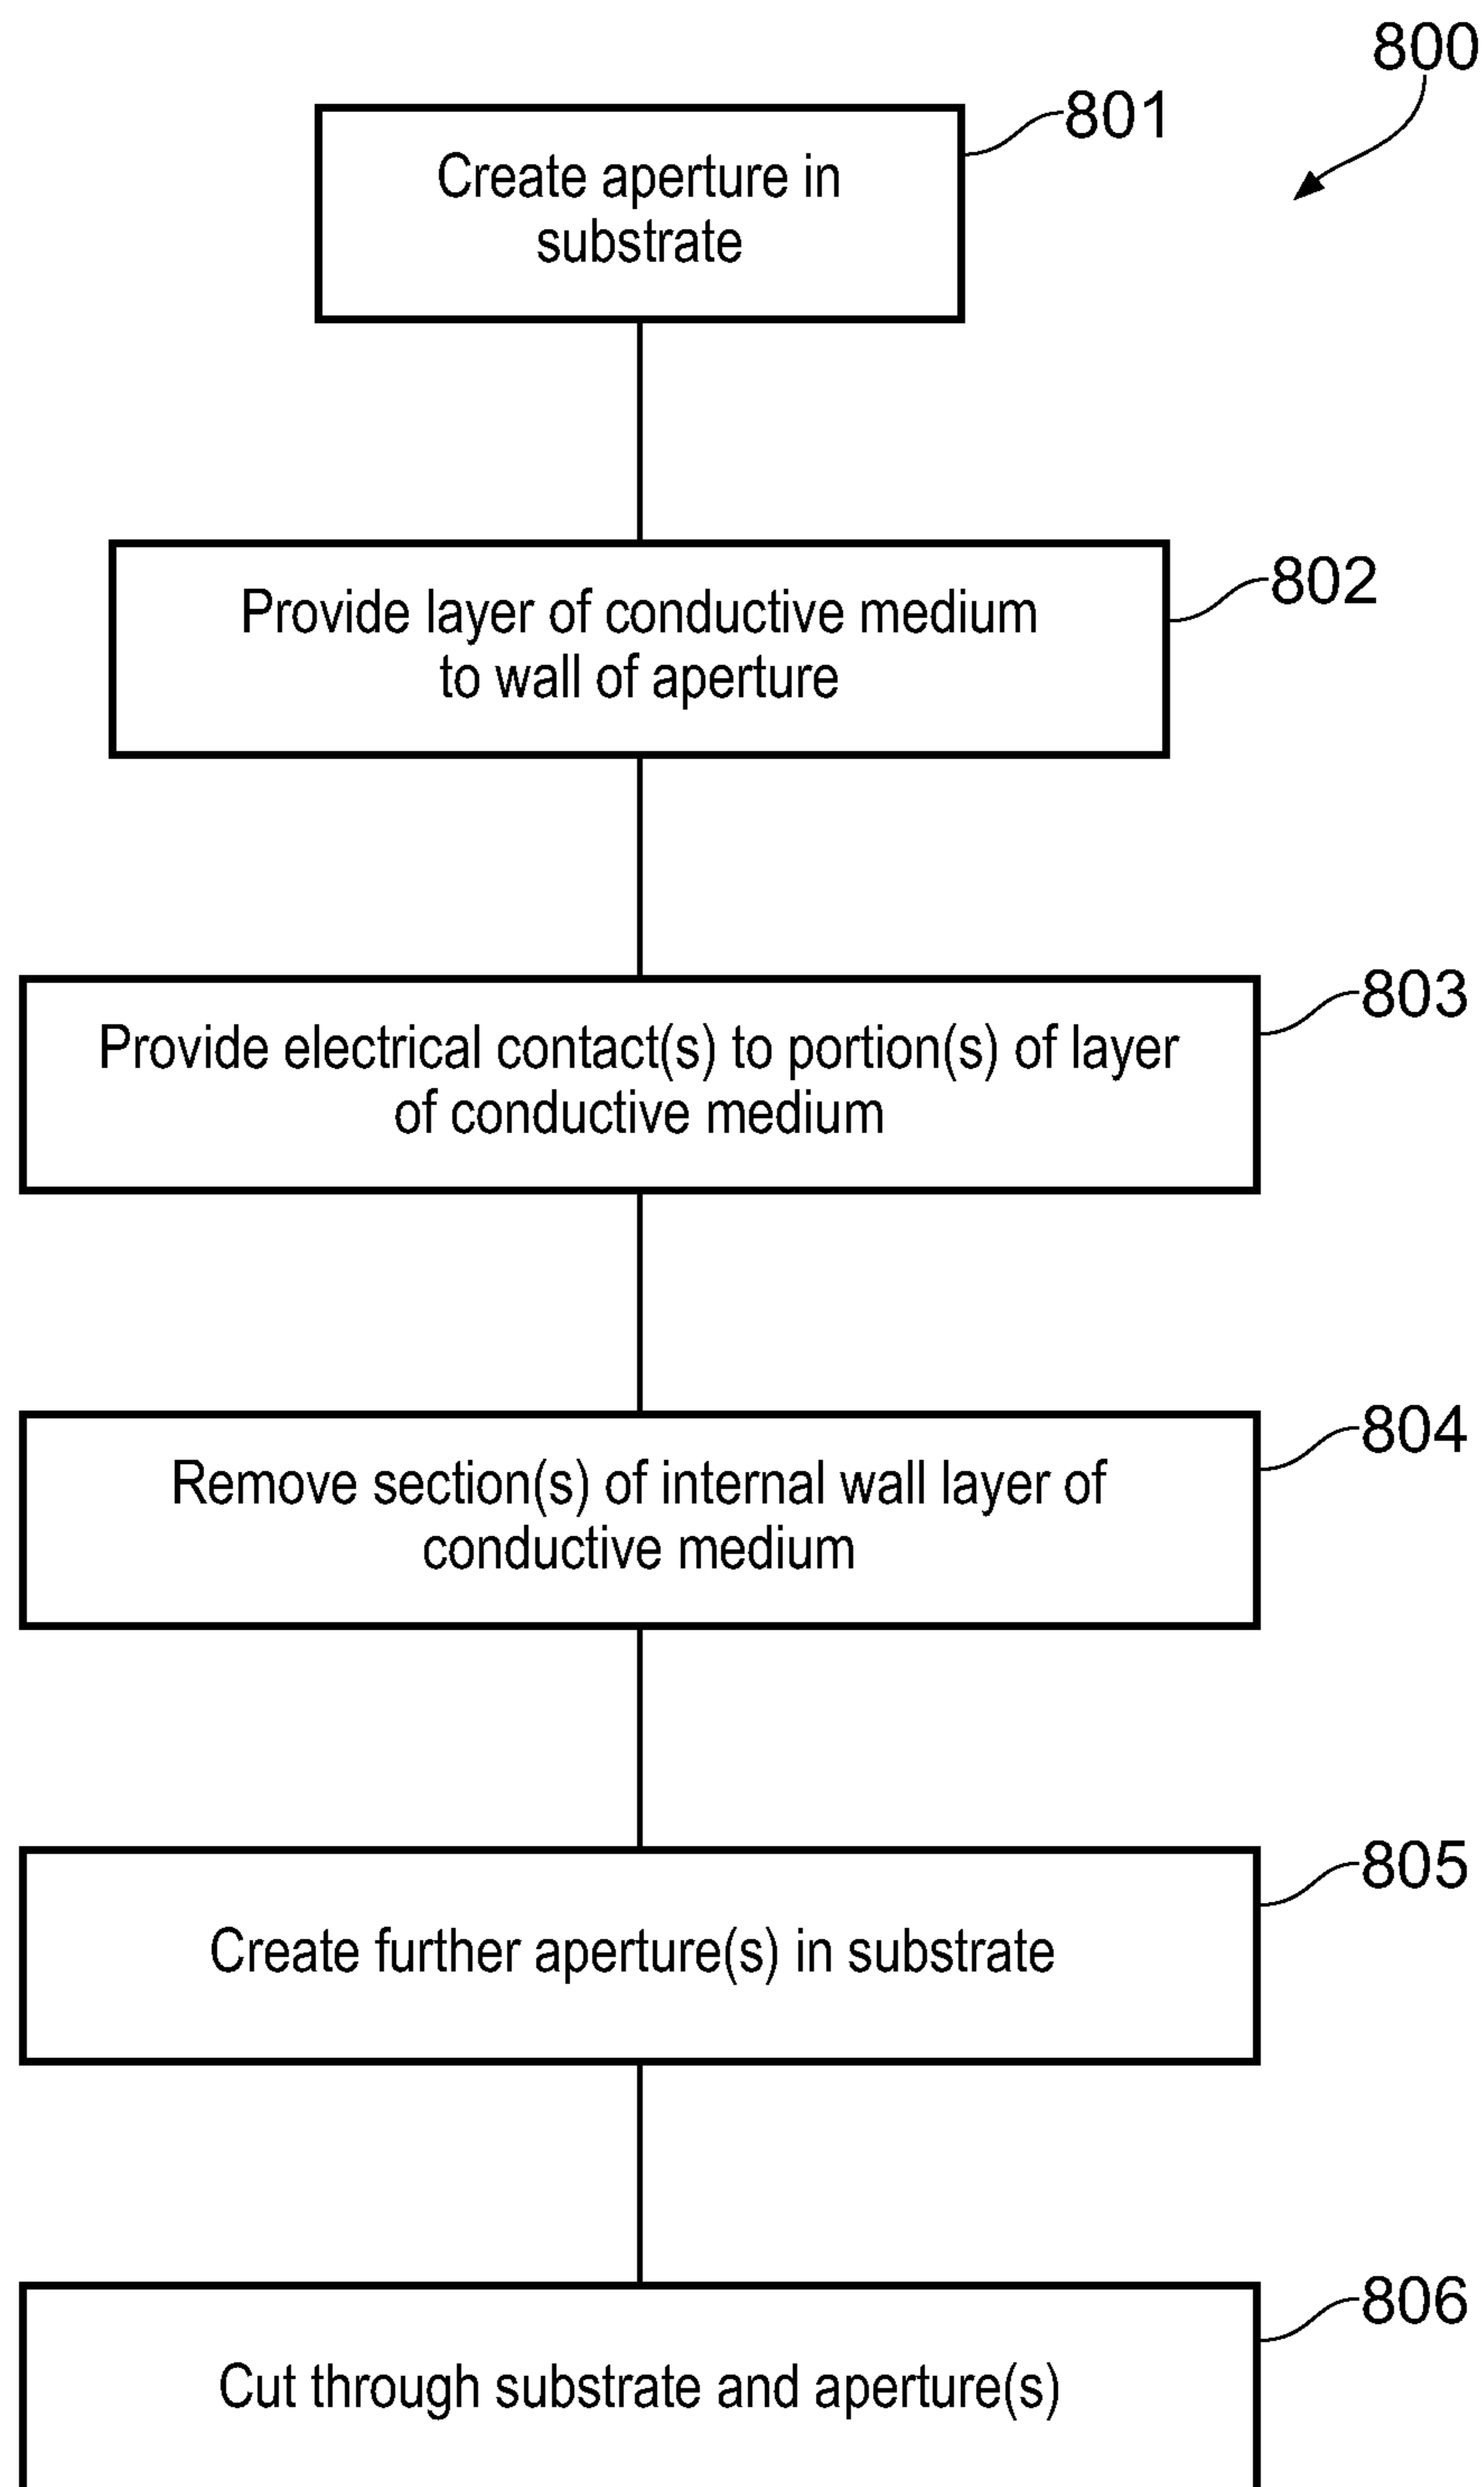 800
801
Create aperture in
substrate
802
Provide layer of conductive medium
to wall of aperture
803
Provide electrical contact(s) to portion(s) of layer
of conductive medium
804
Remove section(s) of internal wall layer of
conductive medium
805
Create further aperture(s) in substrate
806
Cut through substrate and aperture(s)